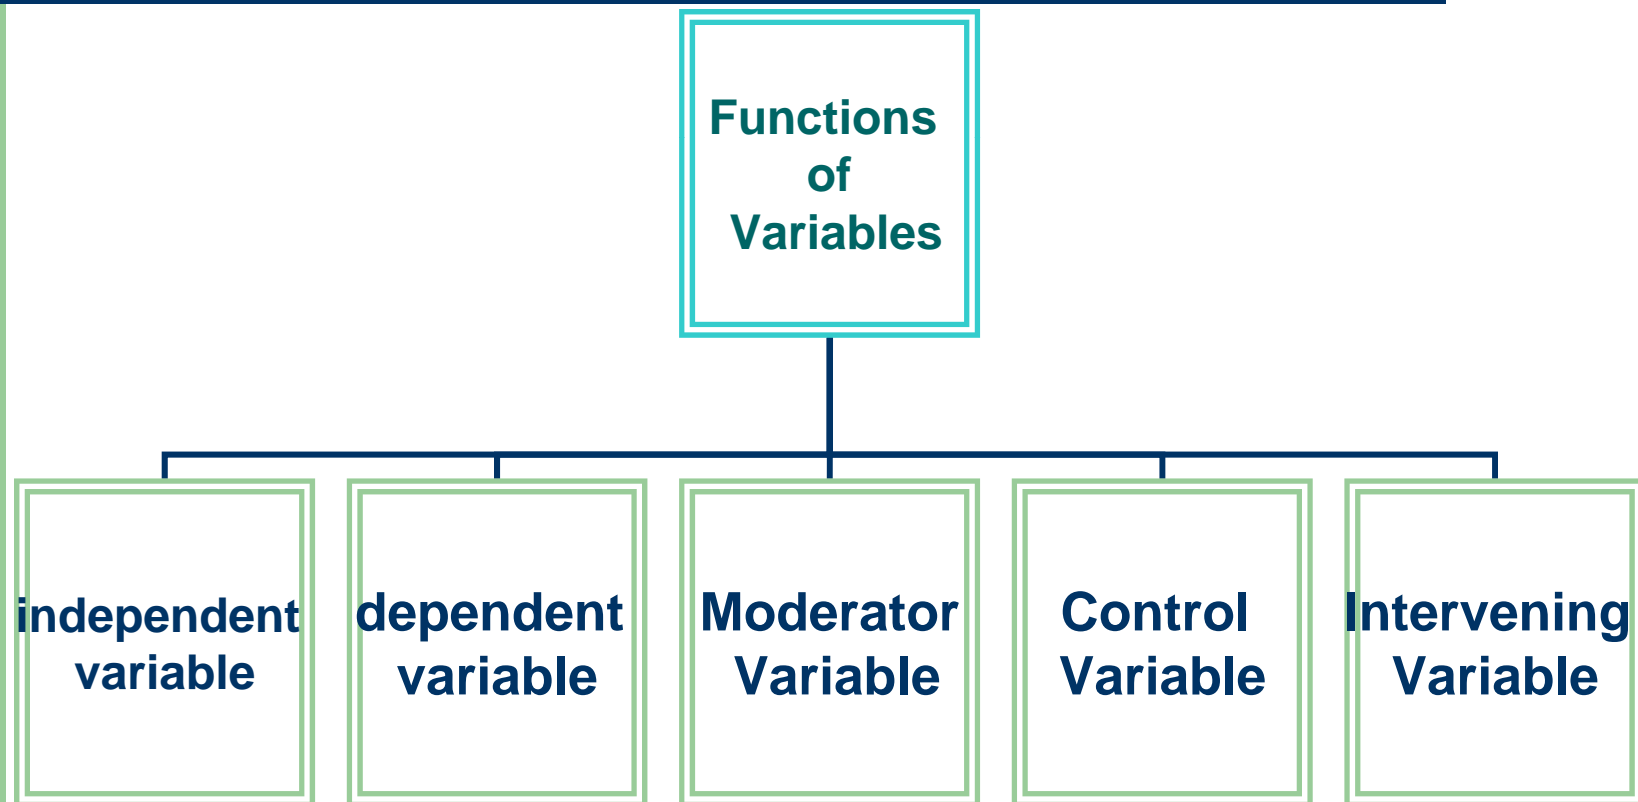 Functions
of
Variables
independent
variable
dependent
variable
Moderator
Variable
Control
Variable
Intervening
Variable